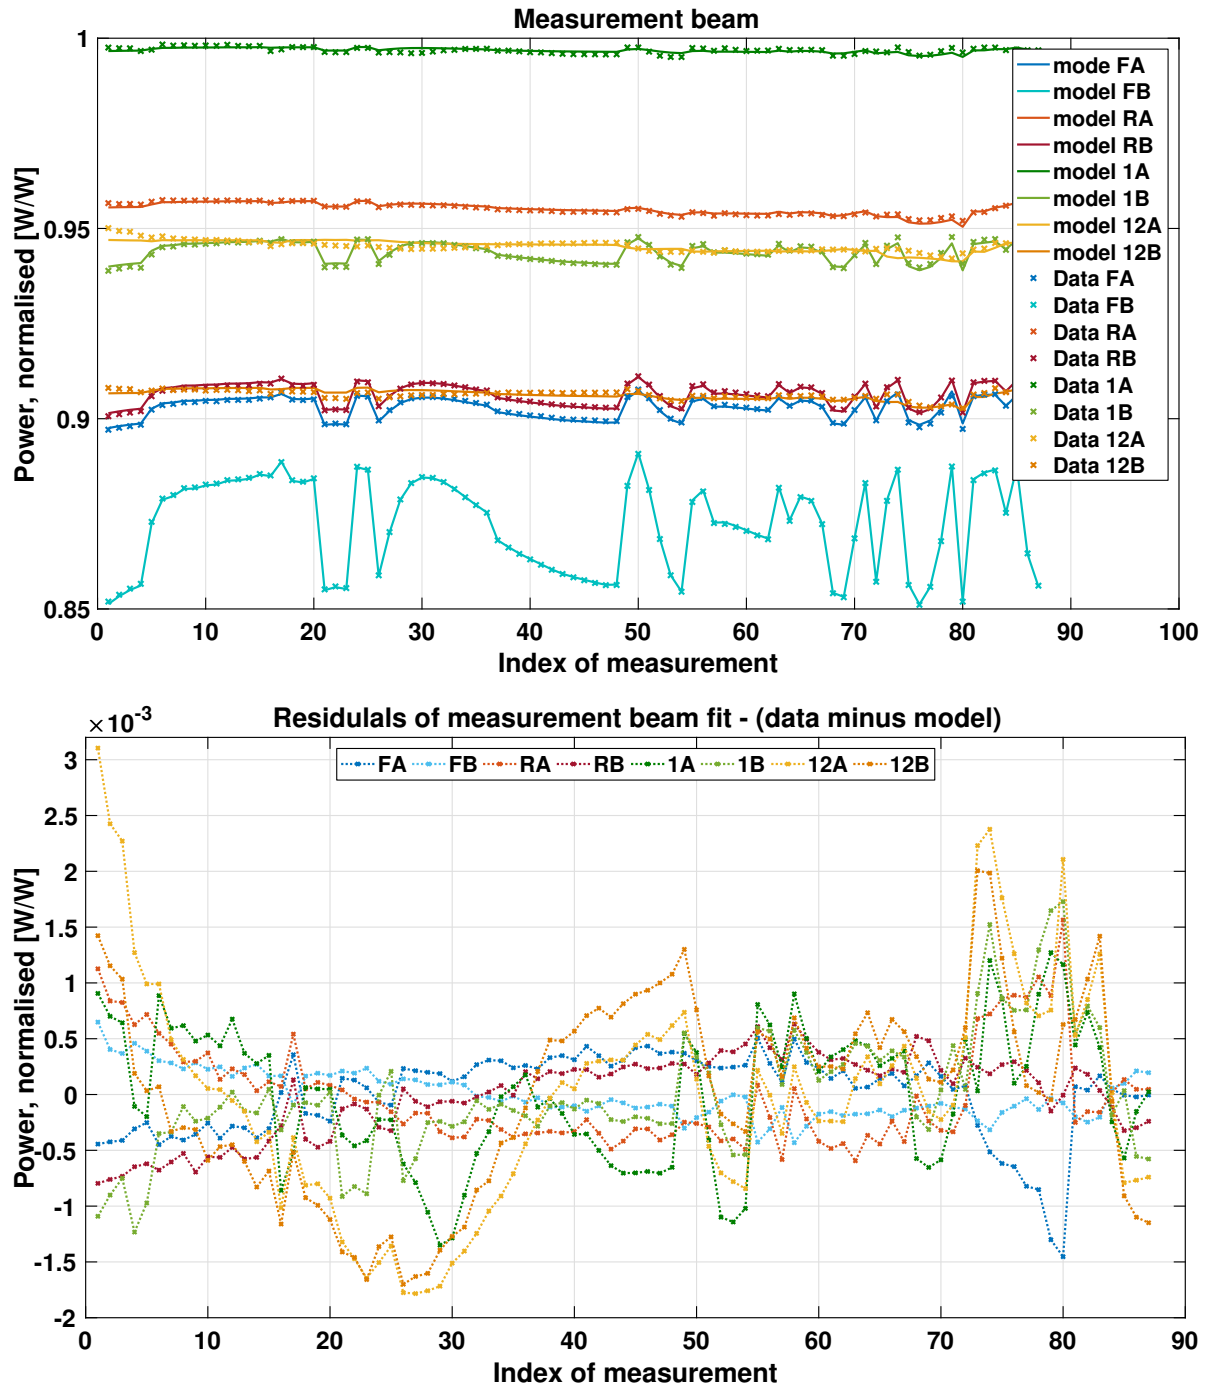 Measurement beam
Power, normalised [W/W]
1
0.95
0.9
0.85
mode FA
model FB
model RA
model RB
model 1A
model 1B
model 12A
model 12B
Data FA
Data FB
Data RA
Data RB
Data 1A
Data 1B
Data 12A
Data 12B
0 10 20 30 40 50 60 70 80 90 100
Index of measurement
×10-3
Residulals of measurement beam fit - (data minus model)
FA FB RA RB 1A 1B 12A 12B
Power, normalised [W/W]
3
2.5
2
1.5
1
0.5
0
-0.5
-1
-1.5
-2
0 10 20 30 40 50 60 70 80 90
Index of measurement